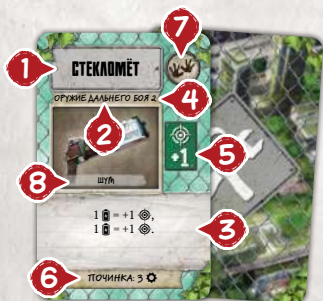 7
1
СТЕКЛОМЁТ
ОРУЖИЕ ДАЛЬНЕГО БОЯ 2
4
2
+1
5
8
ШУМ
1 = +1 ,
1 = +1 .
3
6
ПОЧИНКА: 3